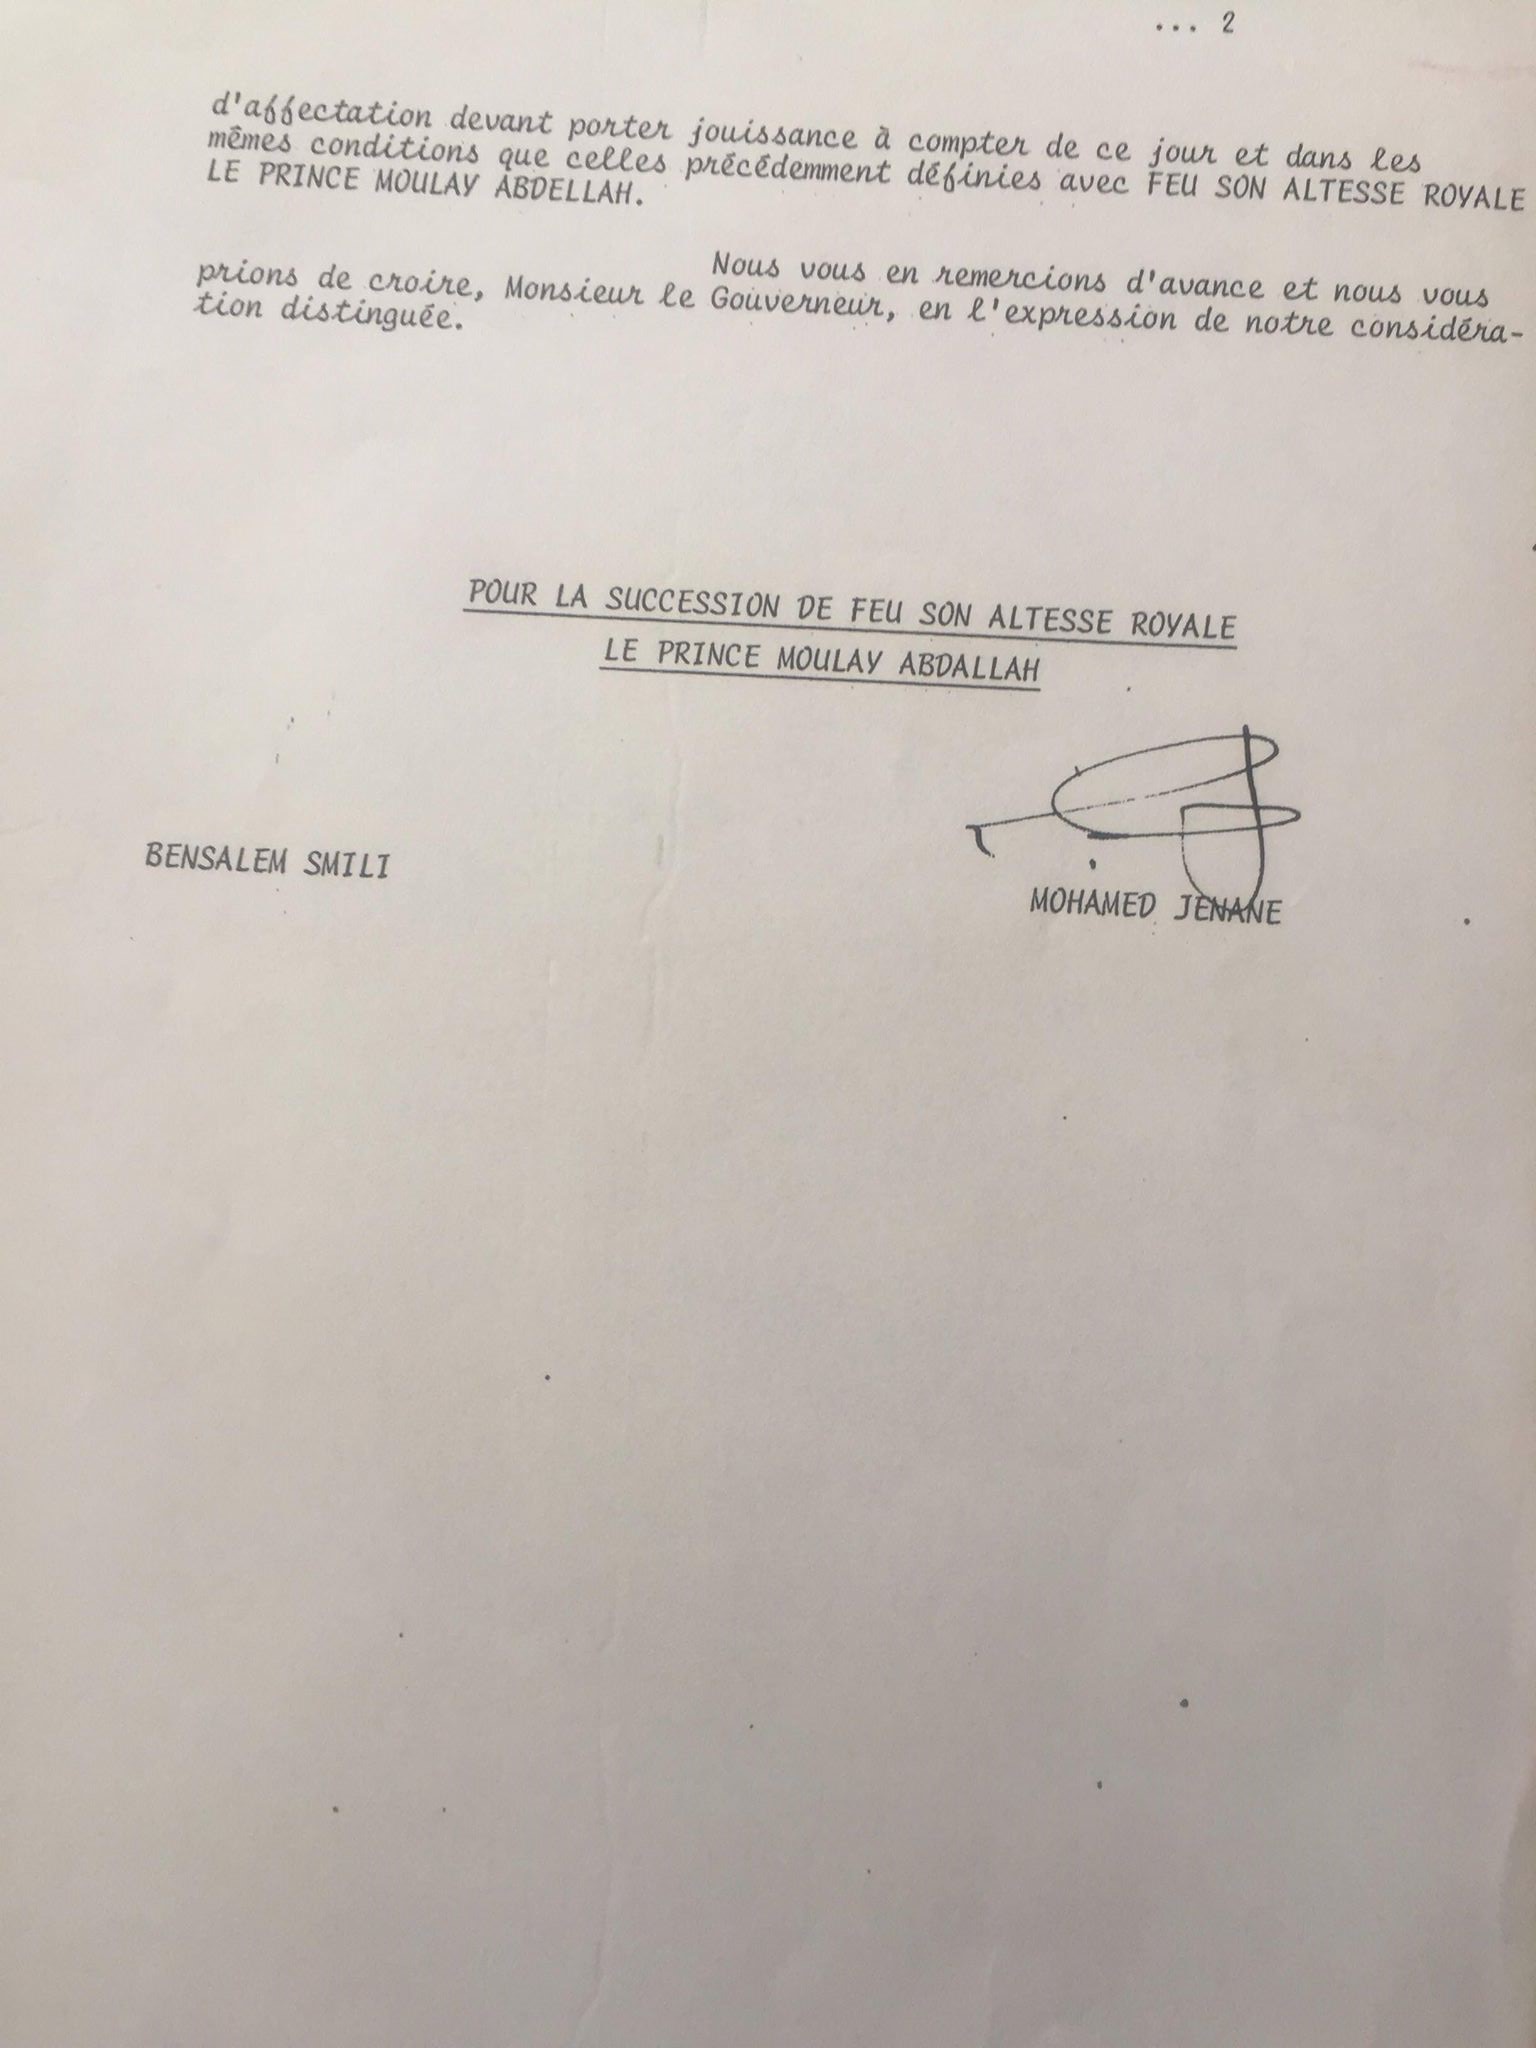 ... 2
d'affectation devant porter jouissance à compter de ce jour et dans les
mêmes conditions que celles précédemment définies avec FEU SON ALTESSE ROYALE
LE PRINCE MOULAY ABDELLAH.
Nous vous en remercions d'avance et nous vous
prions de croire, Monsieur le Gouverneur, en l'expression de notre considéra-
tion distinguée.
POUR LA SUCCESSION DE FEU SON ALTESSE ROYALE
LE PRINCE MOULAY ABDALLAH
BENSALEM SMILI
MOHAMED JENANE